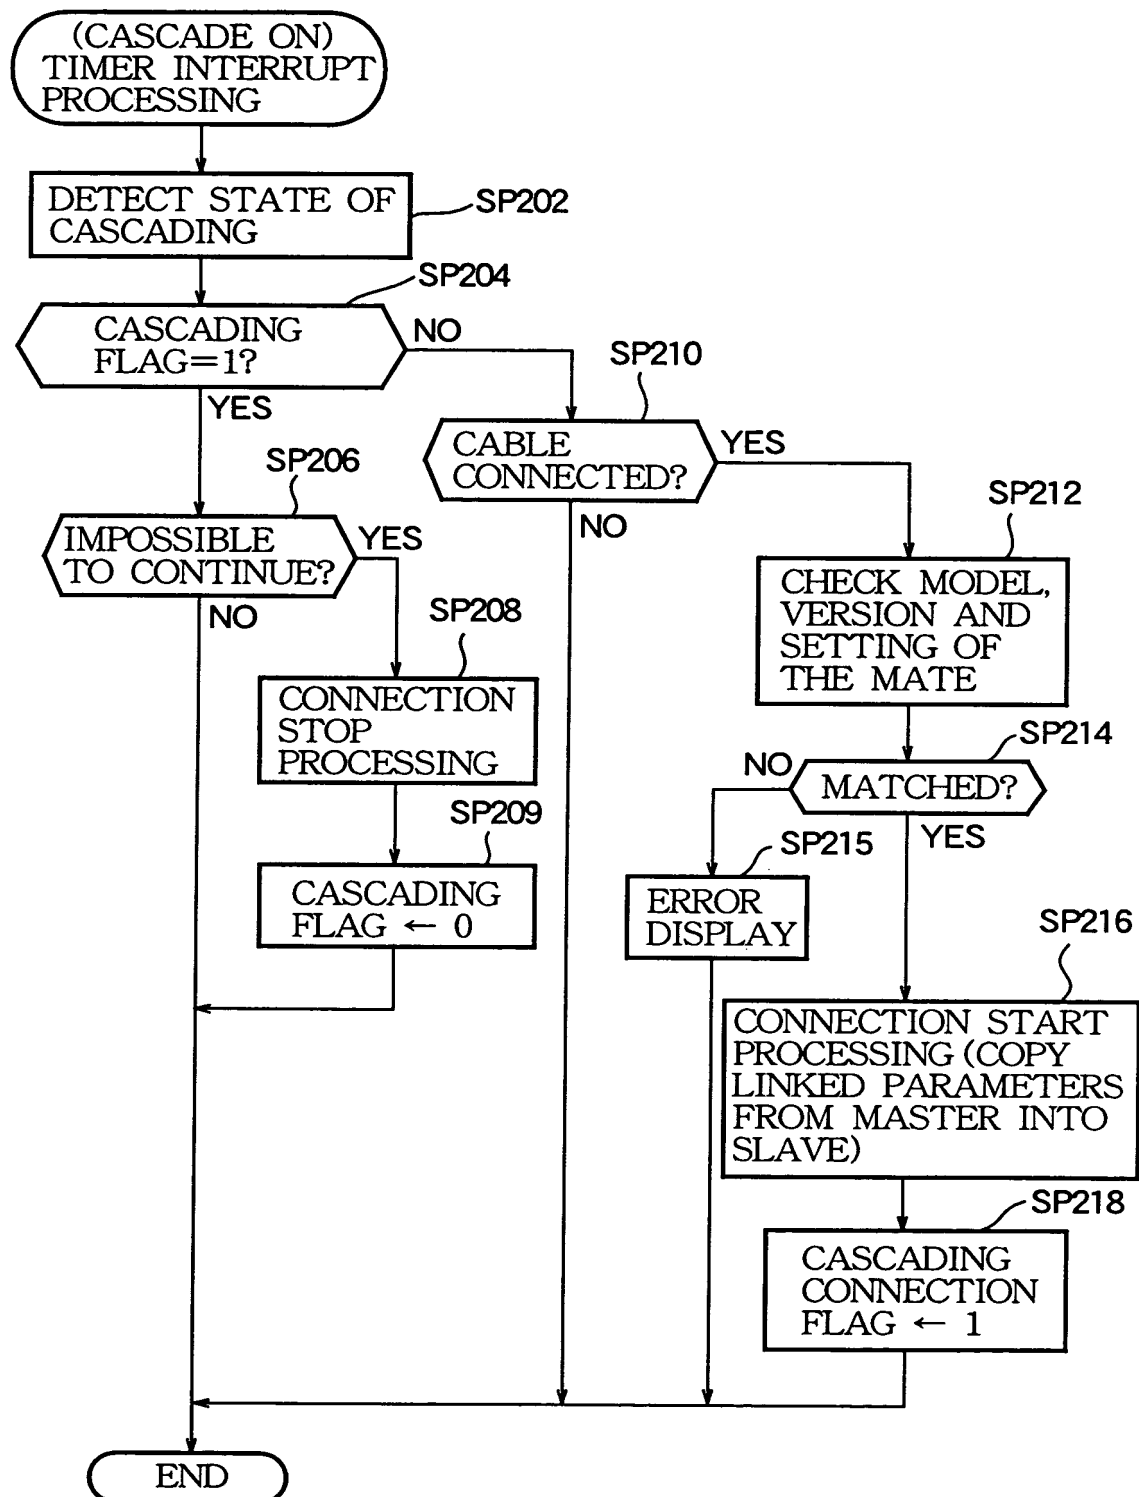 (CASCADE ON)
TIMER INTERRUPT
PROCESSING
DETECT STATE OF
CASCADING
SP202
SP204
CASCADING
FLAG=1?
NO
YES
SP210
CABLE
CONNECTED?
YES
NO
SP206
IMPOSSIBLE
TO CONTINUE?
YES
NO
SP212
CHECK MODEL,
VERSION AND
SETTING OF
THE MATE
SP208
CONNECTION
STOP
PROCESSING
SP214
NO
MATCHED?
YES
SP209
CASCADING
FLAG ← 0
SP215
ERROR
DISPLAY
SP216
CONNECTION START
PROCESSING (COPY
LINKED PARAMETERS
FROM MASTER INTO
SLAVE)
SP218
CASCADING
CONNECTION
FLAG ← 1
END